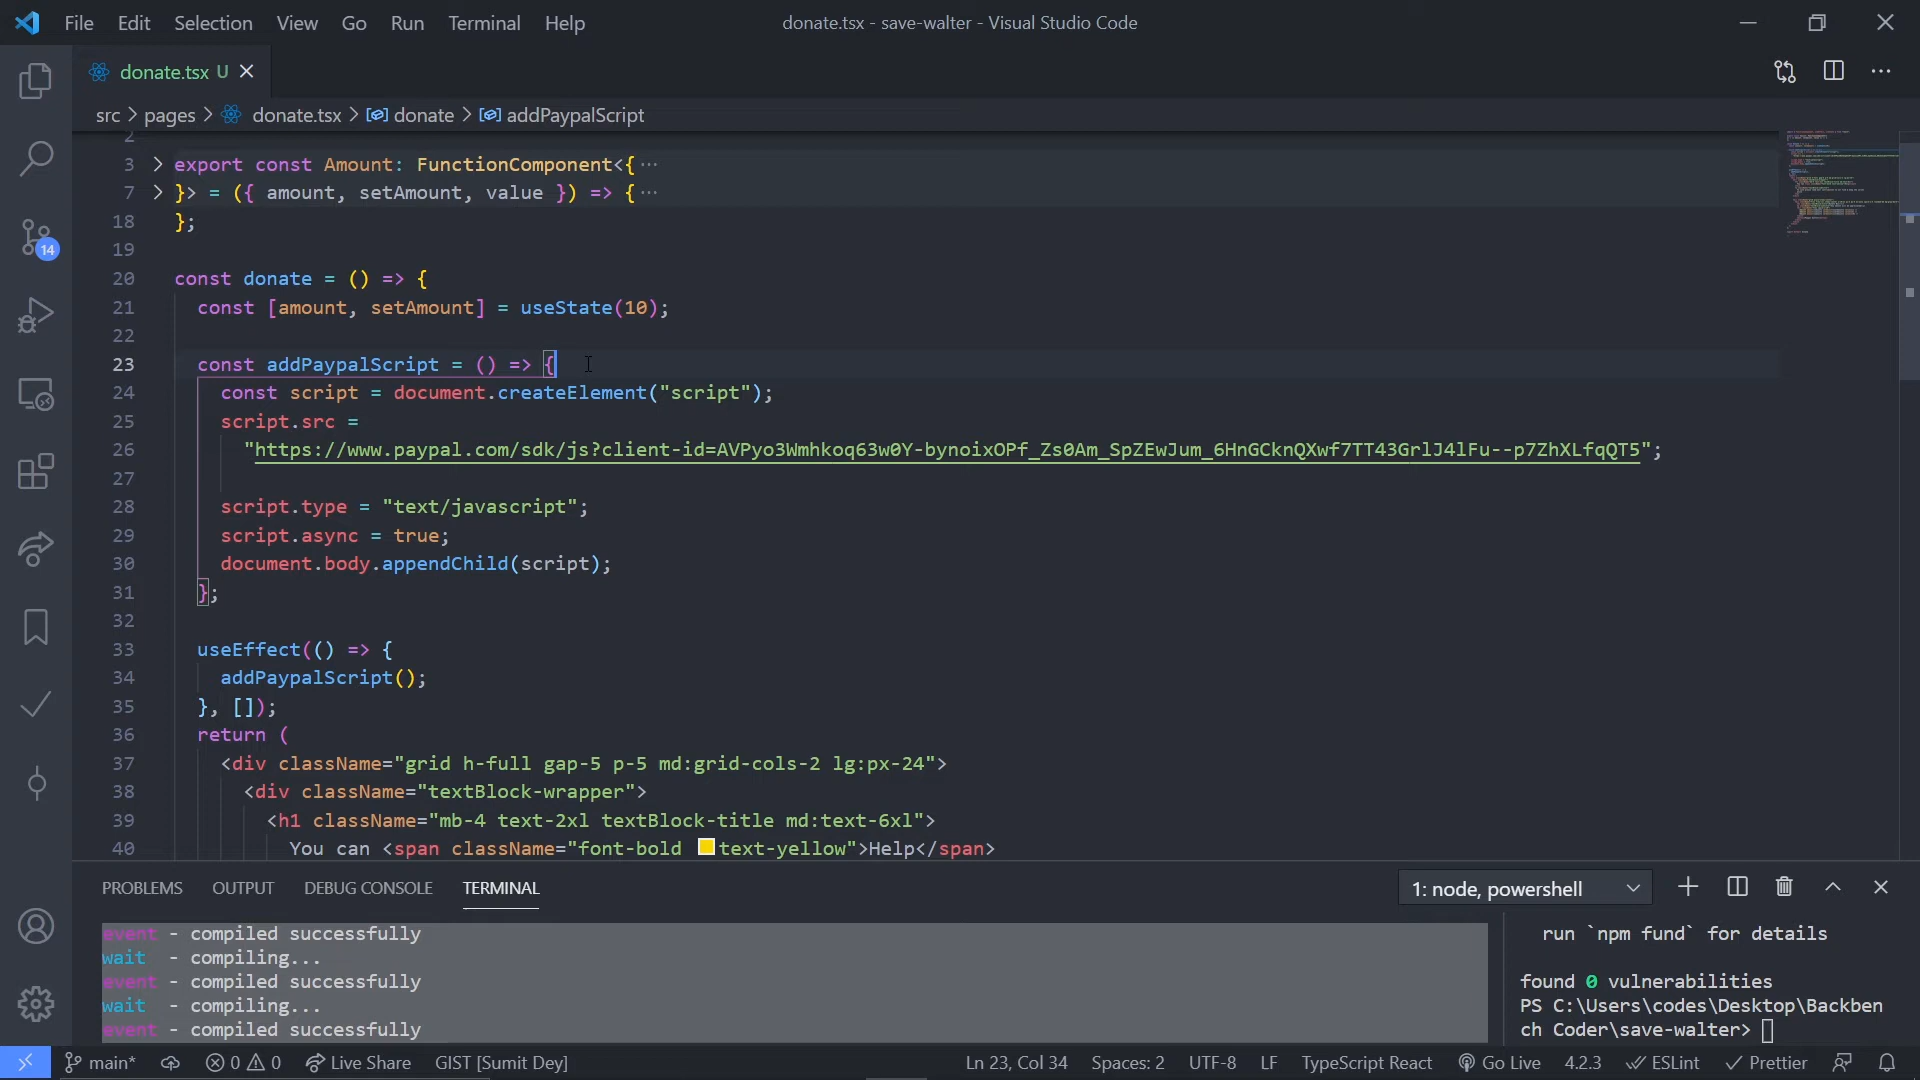 File Edit Selection View Go Run Terminal Help donate.tsx - save-walter - Visual Studio Code
donate.tsx U
src > pages > donate.tsx > donate > addPaypalScript
2
3 export const Amount: FunctionComponent<{ ···
7 }> = ({ amount, setAmount, value }) => { ···
18 };
19
20 const donate = () => {
21 const [amount, setAmount] = useState(10);
22
23 const addPaypalScript = () => {
24 const script = document.createElement("script");
25 script.src =
26 "https://www.paypal.com/sdk/js?client-id=AVPyo3Wmhkoq63w0Y-bynoixOPf_Zs0Am_SpZEwJum_6HnGCknQXwf7TT43GrlJ4lFu--p7ZhXLfqQT5";
27
28 script.type = "text/javascript";
29 script.async = true;
30 document.body.appendChild(script);
31 };
32
33 useEffect(() => {
34 addPaypalScript();
35 }, []);
36 return (
37 <div className="grid h-full gap-5 p-5 md:grid-cols-2 lg:px-24">
38 <div className="textBlock-wrapper">
39 <h1 className="mb-4 text-2xl textBlock-title md:text-6xl">
40 You can <span className="font-bold text-yellow">Help</span>
14
PROBLEMS OUTPUT DEBUG CONSOLE TERMINAL 1: node, powershell
event - compiled successfully
wait - compiling...
event - compiled successfully
wait - compiling...
event - compiled successfully
run `npm fund` for details
found 0 vulnerabilities
PS C:\Users\codes\Desktop\Backben
ch Coder\save-walter>
main* 0 0 Live Share GIST [Sumit Dey] Ln 23, Col 34 Spaces: 2 UTF-8 LF TypeScript React Go Live 4.2.3 ESLint Prettier